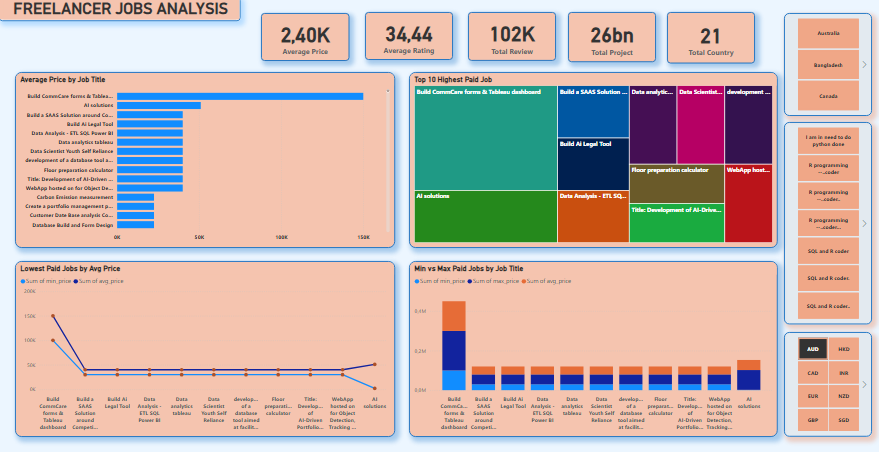 FREELANCER JOBS ANALYSIS
2,40K
Average Price
34,44
Average Rating
102K
Total Review
26bn
Total Project
21
Total Country
Australia
Bangladesh
Canada
Average Price by Job Title
Build CommCare forms & Tablea...
AI solutions
Build a SAAS Solution around Co...
Build Ai Legal Tool
Data Analysis - ETL SQL Power BI
Data analytics tableau
Data Scientist Youth Self Reliance
development of a database tool a...
Floor preparation calculator
Title: Development of AI-Driven ...
WebApp hosted on for Object De...
Carbon Emission measurement
Create a portfolio management p...
Customer Date Base analysis Co...
Database Build and Form Design
0K
50K
100K
150K
Top 10 Highest Paid Job
Build CommCare forms & Tableau dashboard
AI solutions
Build a SAAS Solution ...
Build Ai Legal Tool
Data Analysis - ETL SQ...
Data analytic...
Data Scientist...
development ...
Floor preparation calculator
Title: Development of AI-Drive...
WebApp host...
I am in need to do
python done
R programming
--..coder
R programming
--..coder..
R programming
--..coder..
SQL and R coder
SQL and R coder.
SQL and R coder..
Lowest Paid Jobs by Avg Price
Sum of min_price
Sum of avg_price
200K
150K
100K
50K
0K
Build
CommCare
forms &
Tableau
dashboard
Build a
SAAS
Solution
around
Competi...
Build Ai
Legal Tool
Data
Analysis -
ETL SQL
Power BI
Data
analytics
tableau
Data
Scientist
Youth Self
Reliance
develop...
of a
database
tool aimed
at facilit...
Floor
preparati...
calculator
Title:
Develop...
of
AI-Driven
Portfolio...
WebApp
hosted on
for Object
Detection,
Tracking ...
AI
solutions
Min vs Max Paid Jobs by Job Title
Sum of min_price
Sum of max_price
Sum of avg_price
0.4M
0.2M
0.0M
Build
CommCa...
forms &
Tableau
dashboard
Build a
SAAS
Solution
around
Competi...
Build Ai
Legal Tool
Data
Analysis -
ETL SQL
Power BI
Data
analytics
tableau
Data
Scientist
Youth Self
Reliance
develop...
of a
database
tool aimed
at facilit...
Floor
preparat...
calculator
Title:
Develop...
of
AI-Driven
Portfolio...
WebApp
hosted on
for Object
Detection,
Tracking...
AI
solutions
AUD
HKD
CAD
INR
EUR
NZD
GBP
SGD